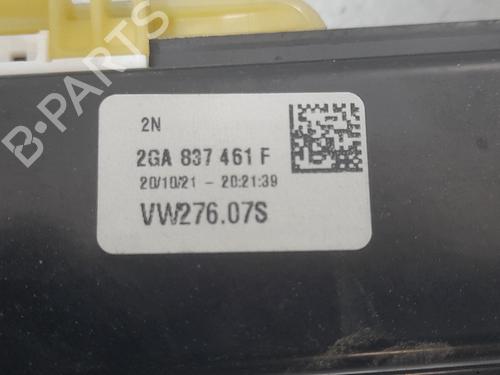 B-PARTS
2N
2GA 837 461 F
20/10/21 - 20:21:39
VW276.07S